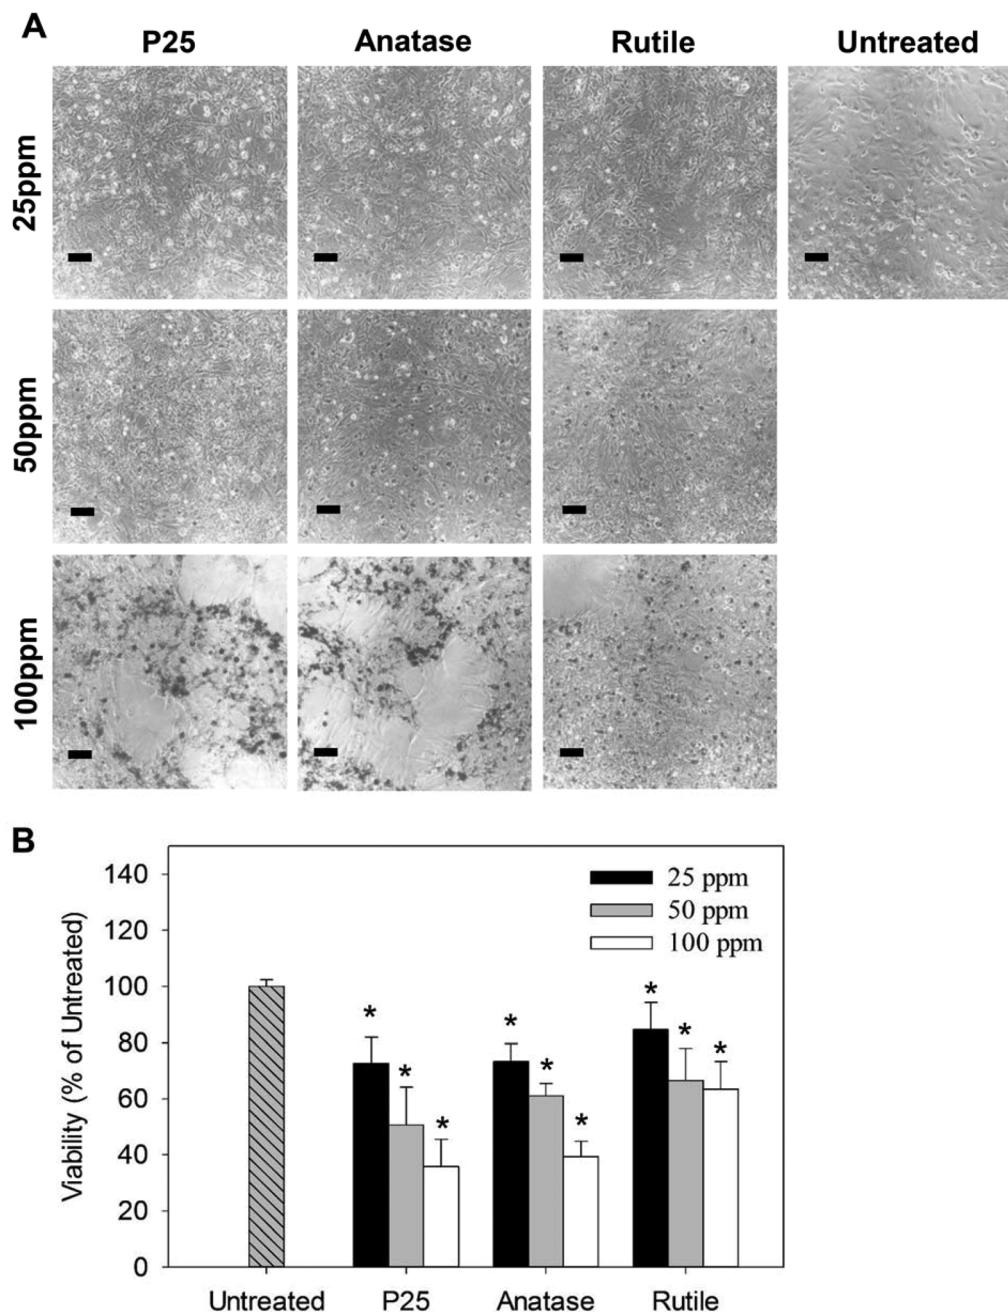 A
P25 Anatase Rutile Untreated
25ppm
50ppm
100ppm
B
Viability (% of Untreated)
140
120
100
80
60
40
20
0
25 ppm
50 ppm
100 ppm
* * * * * * * * *
Untreated P25 Anatase Rutile